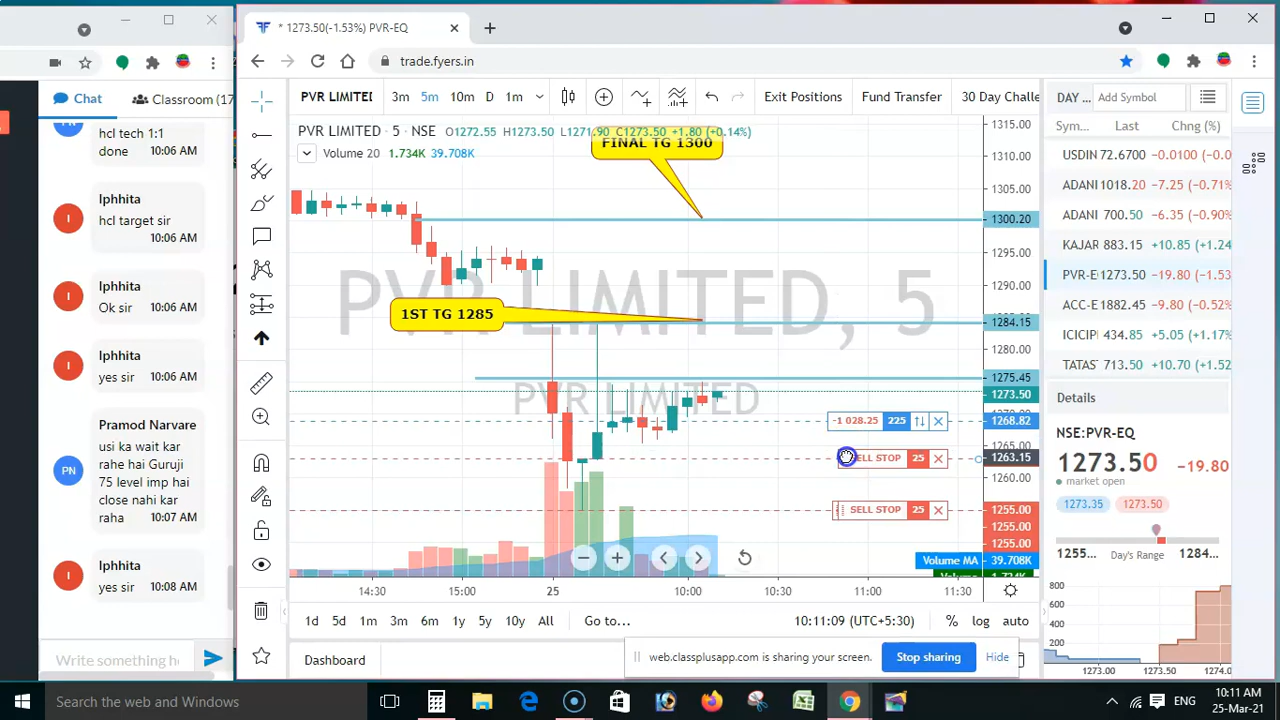 * 1273.50(-1.53%) PVR-EQ
trade.fyers.in
Chat
Classroom (17
hcl tech 1:1
done
10:06 AM
Iphhita
hcl target sir
10:06 AM
Iphhita
Ok sir
10:06 AM
Iphhita
yes sir
10:06 AM
Pramod Narvare
usi ka wait kar
rahe hai Guruji
75 level imp hai
close nahi kar
raha
10:07 AM
Iphhita
yes sir
10:08 AM
PN
I
I
I
PN
I
PVR LIMITED
3m 5m 10m D 1m
Exit Positions
Fund Transfer
30 Day Challe
PVR LIMITED · 5 · NSE O1272.55 H1273.50 L1271.90 C1273.50 +1.80 (+0.14%)
Volume 20 1.734K 39.708K
FINAL TG 1300
1ST TG 1285
PVR LIMITED, 5
PVR LIMITED
-1 028.25 225
SELL STOP 25
SELL STOP 25
1315.00
1310.00
1305.00
1300.20
1295.00
1290.00
1284.15
1280.00
1275.45
1273.50
1268.82
1265.00
1263.15
1260.00
1255.00
1255.00
1255.00
Volume MA 39.708K
14:30 15:00 25 10:00 10:30 11:00 11:30
1d 5d 1m 3m 6m 1y 5y 10y All Go to...
10:11:09 (UTC+5:30) % log auto
Dashboard
web.classplusapp.com is sharing your screen.
Stop sharing
Hide
DAY ...
Add Symbol
Sym... Last Chng (%)
USDIN 72.6700 -0.0100 (-0.0
ADANI 1018.20 -7.25 (-0.71%
ADANI 700.50 -6.35 (-0.90%
KAJAR 883.15 +10.85 (+1.24
PVR-E 1273.50 -19.80 (-1.53
ACC-E 1882.45 -9.80 (-0.52%
ICICIP 434.50 +5.05 (+1.17%
TATAS 713.50 +10.70 (+1.52
Details
NSE:PVR-EQ
1273.50 -19.80
market open
1273.35 1273.50
1255... Day's Range 1284...
800
600
400
200
0
1273.00 1273.50 1274.0
Write something he
Search the web and Windows
ENG
10:11 AM
25-Mar-21